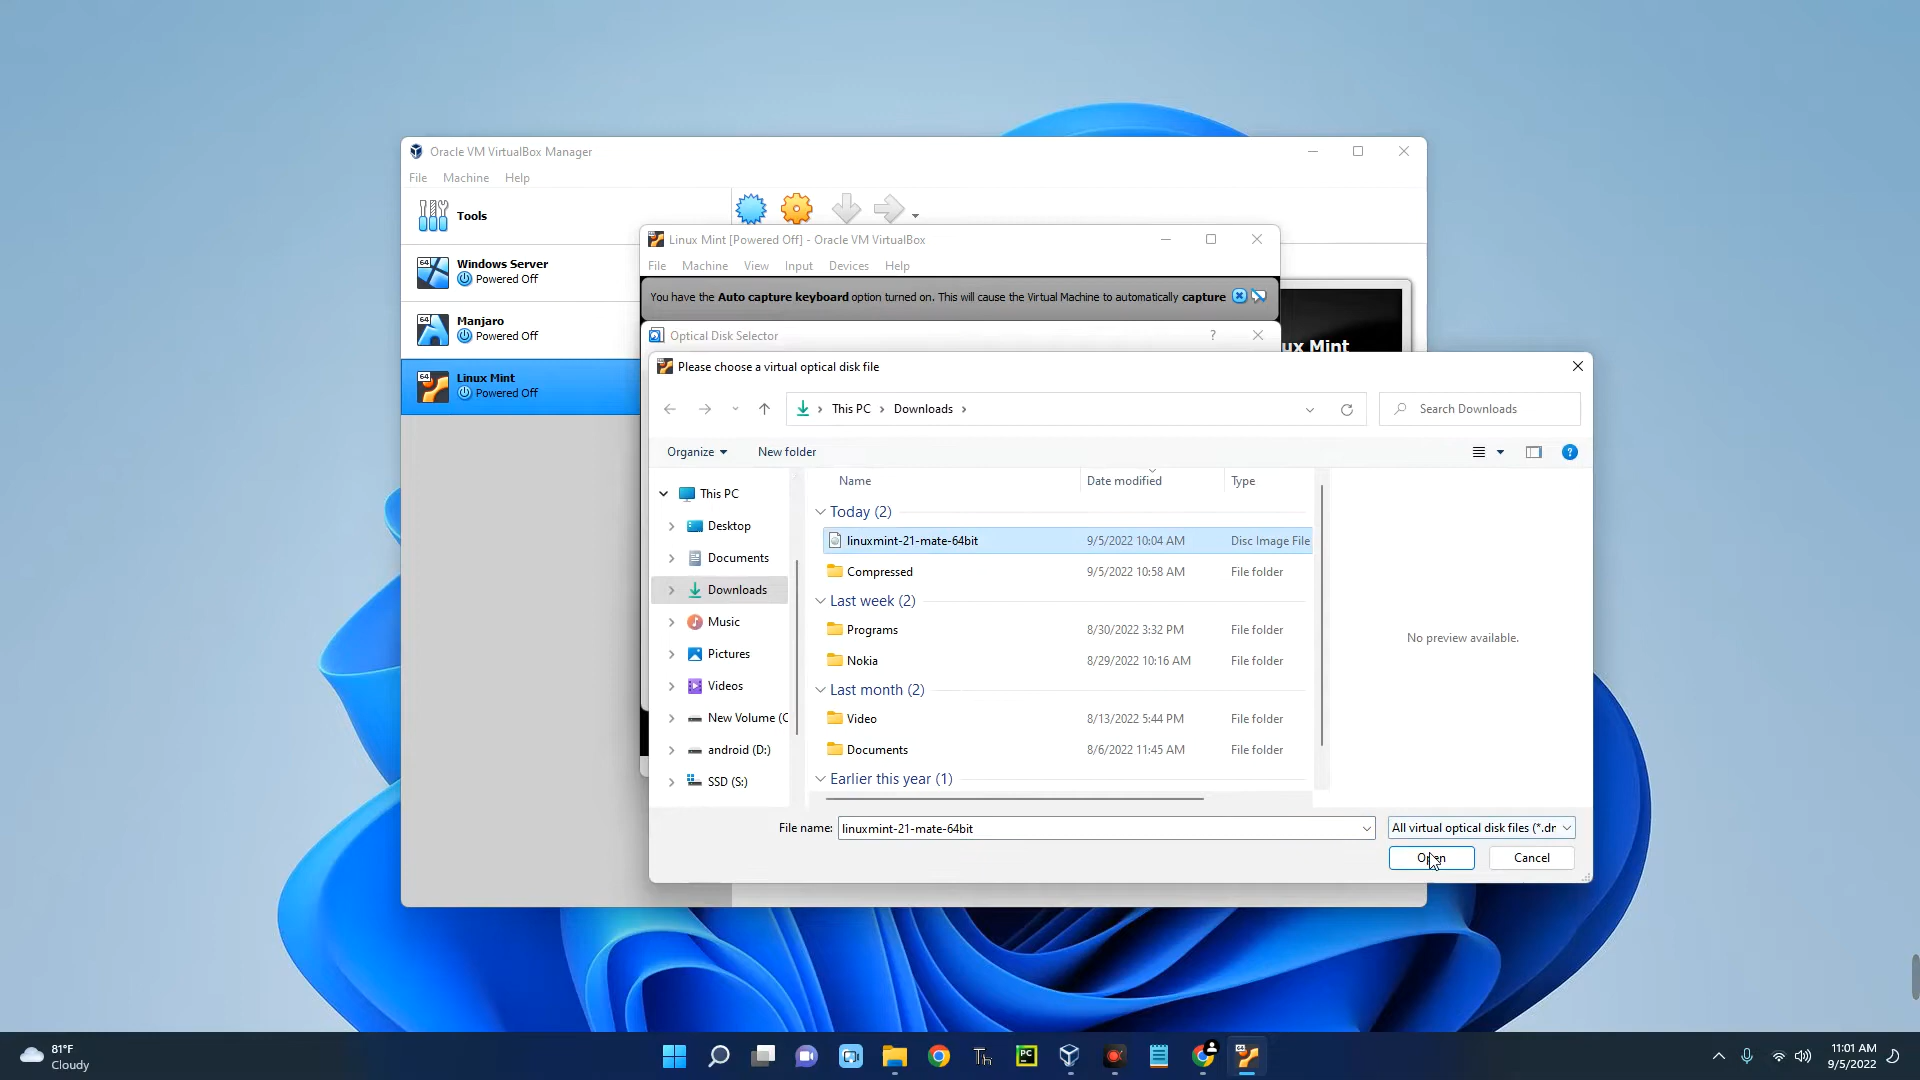 Oracle VM VirtualBox Manager
File Machine Help
Tools
64 Windows Server
Powered Off
64 Manjaro
Powered Off
64 Linux Mint
Powered Off
Linux Mint [Powered Off] - Oracle VM VirtualBox
File Machine View Input Devices Help
You have the Auto capture keyboard option turned on. This will cause the Virtual Machine to automatically capture
Optical Disk Selector
?
ux Mint
Please choose a virtual optical disk file
This PC Downloads
Search Downloads
Organize New folder
?
This PC
Desktop
Documents
Downloads
Music
Pictures
Videos
New Volume (C
android (D:)
SSD (S:)
Name Date modified Type
Today (2)
linuxmint-21-mate-64bit 9/5/2022 10:04 AM Disc Image File
Compressed 9/5/2022 10:58 AM File folder
Last week (2)
Programs 8/30/2022 3:32 PM File folder
Nokia 8/29/2022 10:16 AM File folder
Last month (2)
Video 8/13/2022 5:44 PM File folder
Documents 8/6/2022 11:45 AM File folder
Earlier this year (1)
No preview available.
File name: linuxmint-21-mate-64bit All virtual optical disk files (*.dr
Open Cancel
81°F
Cloudy
Th
PC
64
11:01 AM
9/5/2022